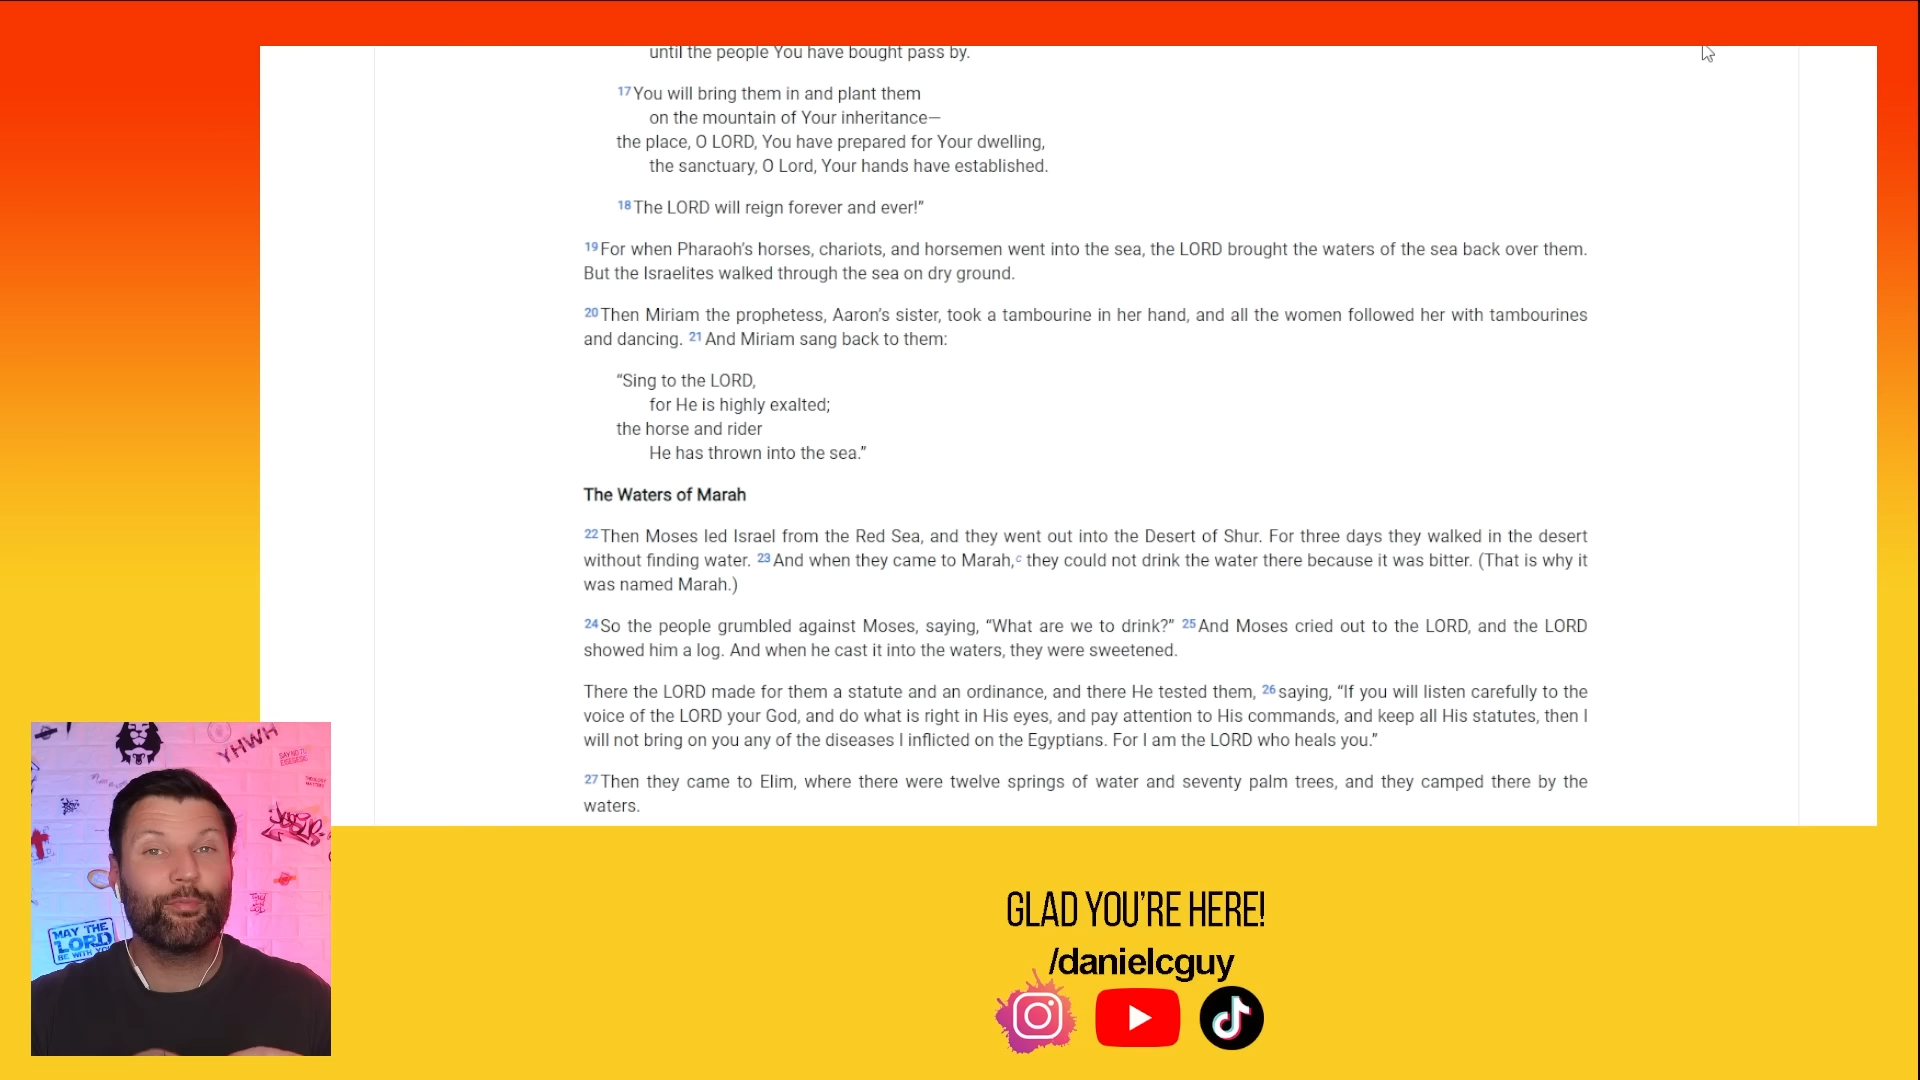 until the people You have bought pass by.
17 You will bring them in and plant them
on the mountain of Your inheritance—
the place, O LORD, You have prepared for Your dwelling,
the sanctuary, O Lord, Your hands have established.
18 The LORD will reign forever and ever!”
19 For when Pharaoh’s horses, chariots, and horsemen went into the sea, the LORD brought the waters of the sea back over them.
But the Israelites walked through the sea on dry ground.
20 Then Miriam the prophetess, Aaron’s sister, took a tambourine in her hand, and all the women followed her with tambourines
and dancing. 21 And Miriam sang back to them:
“Sing to the LORD,
for He is highly exalted;
the horse and rider
He has thrown into the sea.”
The Waters of Marah
22 Then Moses led Israel from the Red Sea, and they went out into the Desert of Shur. For three days they walked in the desert
without finding water. 23 And when they came to Marah,c they could not drink the water there because it was bitter. (That is why it
was named Marah.)
24 So the people grumbled against Moses, saying, “What are we to drink?” 25 And Moses cried out to the LORD, and the LORD
showed him a log. And when he cast it into the waters, they were sweetened.
There the LORD made for them a statute and an ordinance, and there He tested them, 26 saying, “If you will listen carefully to the
voice of the LORD your God, and do what is right in His eyes, and pay attention to His commands, and keep all His statutes, then I
will not bring on you any of the diseases I inflicted on the Egyptians. For I am the LORD who heals you.”
27 Then they came to Elim, where there were twelve springs of water and seventy palm trees, and they camped there by the
waters.
YHWH
MAY THE
LORD
BE WITH YOU
GLAD YOU’RE HERE!
/danielcguy